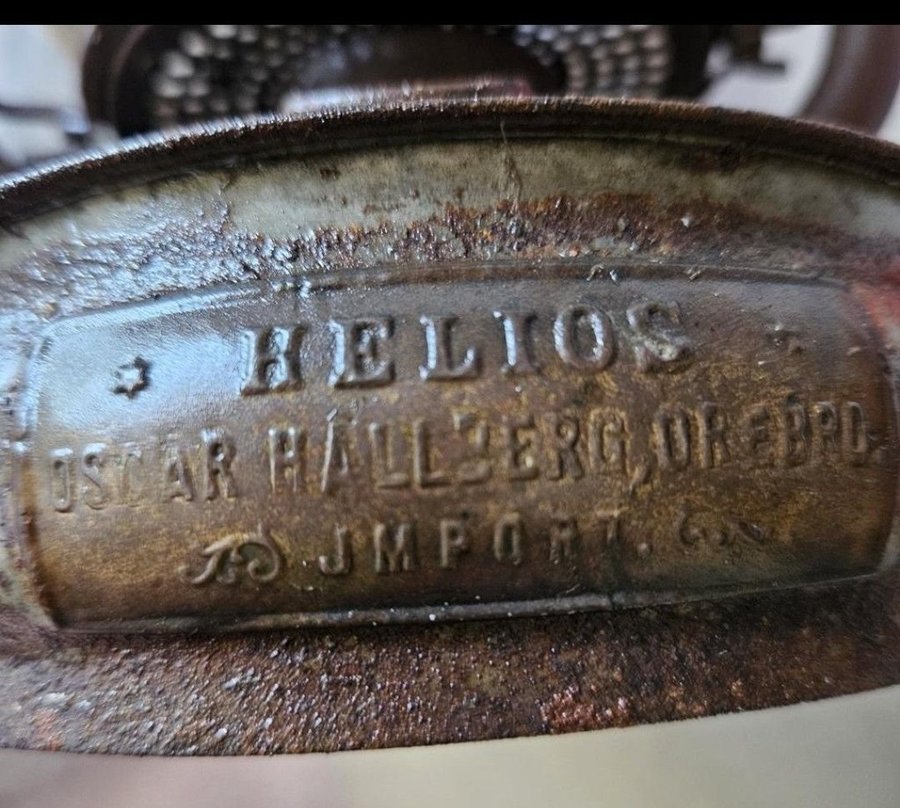 HELIOS
OSCAR HALLBERG, OREBRO.
JMPORT.